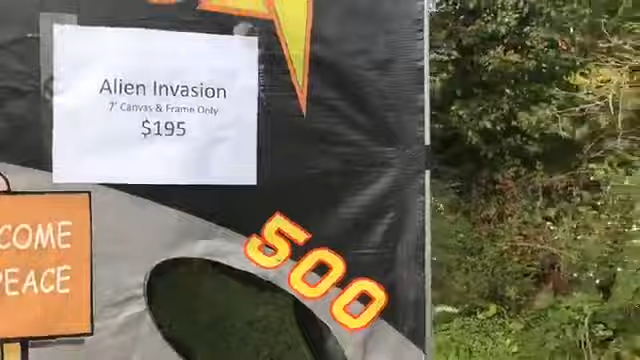 Alien Invasion
7' Canvas & Frame Only
$195
COME
PEACE
500